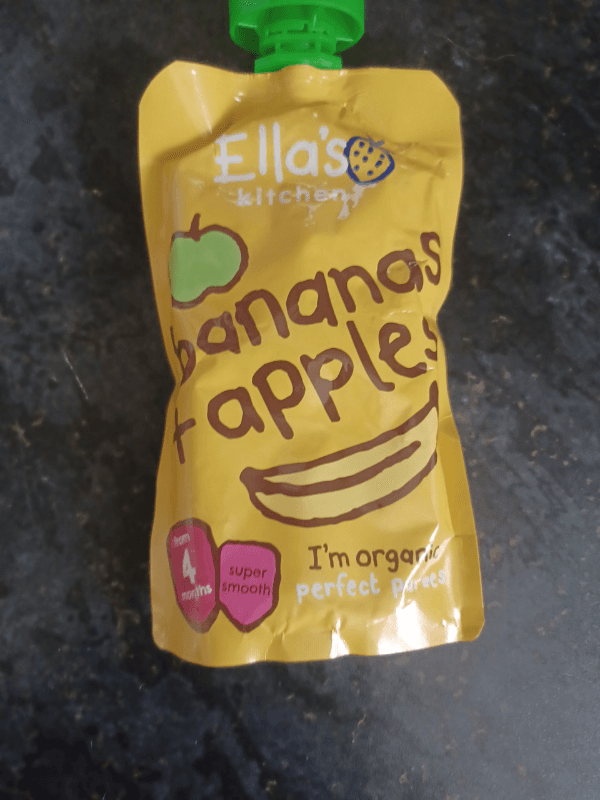 Ella's
kitchen
bananas
+ apples
from
4
months
super
smooth
I'm organic
perfect purees